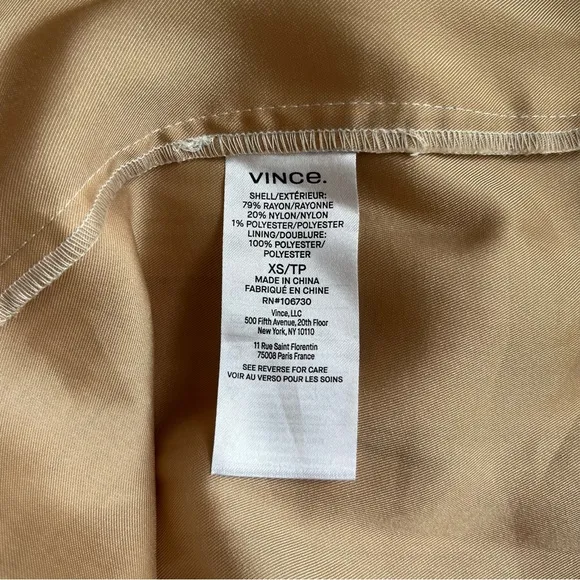 VINCE.
SHELL/EXTÉRIEUR:
79% RAYON/RAYONNE
20% NYLON/NYLON
1% POLYESTER/POLYESTER
LINING/DOUBLURE:
100% POLYESTER/
POLYESTER
XS/TP
MADE IN CHINA
FABRIQUÉ EN CHINE
RN#106730
Vince, LLC
500 Fifth Avenue, 20th Floor
New York, NY 10110
11 Rue Saint Florentin
75008 Paris France
SEE REVERSE FOR CARE
VOIR AU VERSO POUR LES SOINS